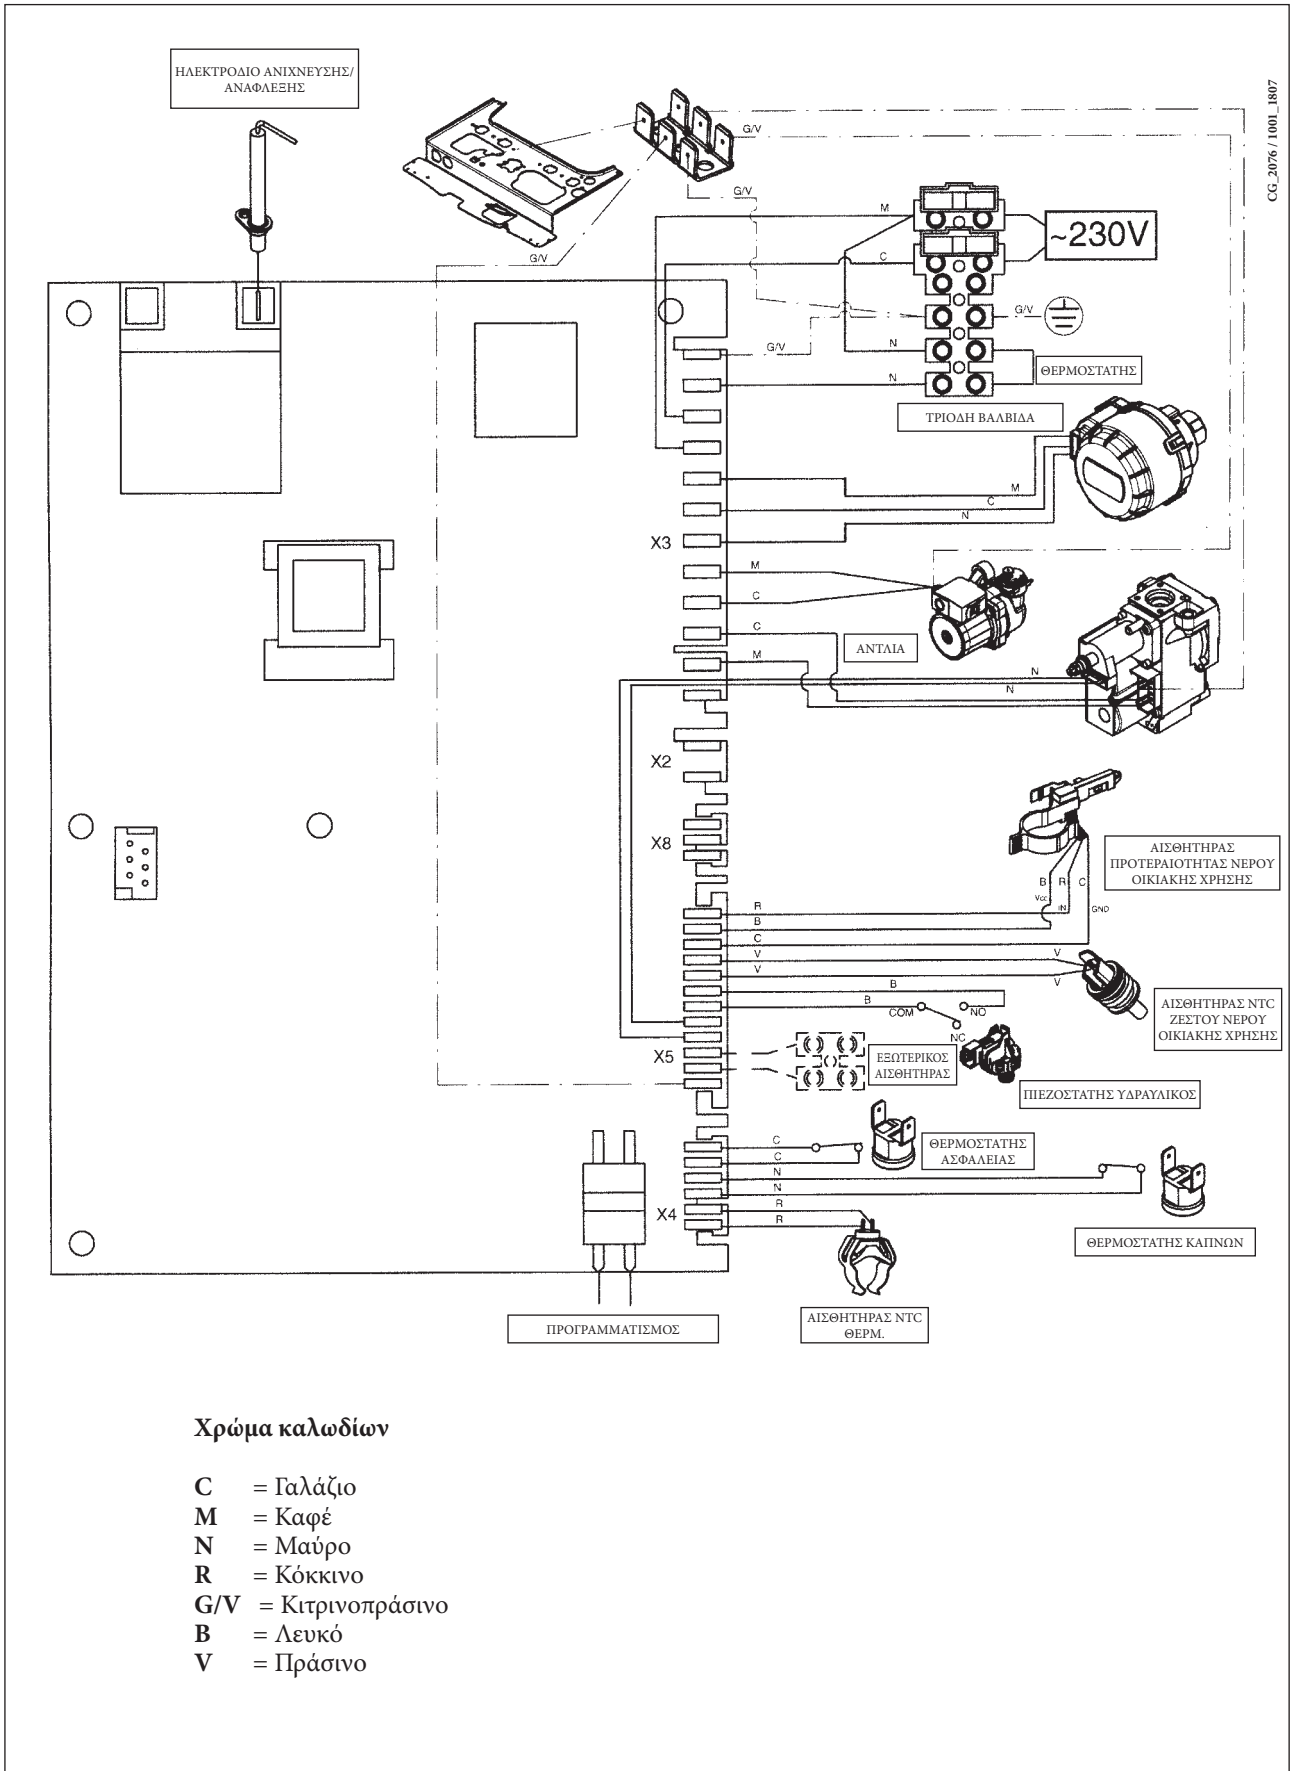 ΗΛΕΚΤΡΟΔΙΟ ΑΝΙΧΝΕΥΣΗΣ/
ΑΝΑΦΛΕΞΗΣ
CG_2076 / 1001_1807
G/V
G/V
G/V
M
~230V
C
G/V
G/V
N
ΘΕΡΜΟΣΤΑΤΗΣ
N
ΤΡΙΟΔΗ ΒΑΛΒΙΔΑ
M
C
N
X3
M
C
C
ΑΝΤΛΙΑ
M
N
N
X2
X8
ΑΙΣΘΗΤΗΡΑΣ
ΠΡΟΤΕΡΑΙΟΤΗΤΑΣ ΝΕΡΟΥ
ΟΙΚΙΑΚΗΣ ΧΡΗΣΗΣ
B R C
Vcc IN GND
R
B
C
V
V
V
V
B
B
COM
NO
NC
ΑΙΣΘΗΤΗΡΑΣ NTC
ΖΕΣΤΟΥ ΝΕΡΟΥ
ΟΙΚΙΑΚΗΣ ΧΡΗΣΗΣ
X5
ΕΞΩΤΕΡΙΚΟΣ
ΑΙΣΘΗΤΗΡΑΣ
ΠΙΕΖΟΣΤΑΤΗΣ ΥΔΡΑΥΛΙΚΟΣ
C
C
ΘΕΡΜΟΣΤΑΤΗΣ
ΑΣΦΑΛΕΙΑΣ
N
N
X4
R
R
ΘΕΡΜΟΣΤΑΤΗΣ ΚΑΠΝΩΝ
ΠΡΟΓΡΑΜΜΑΤΙΣΜΟΣ
ΑΙΣΘΗΤΗΡΑΣ NTC
ΘΕΡΜ.
Χρώμα καλωδίων
C = Γαλάζιο
M = Καφέ
N = Μαύρο
R = Κόκκινο
G/V = Κιτρινοπράσινο
B = Λευκό
V = Πράσινο